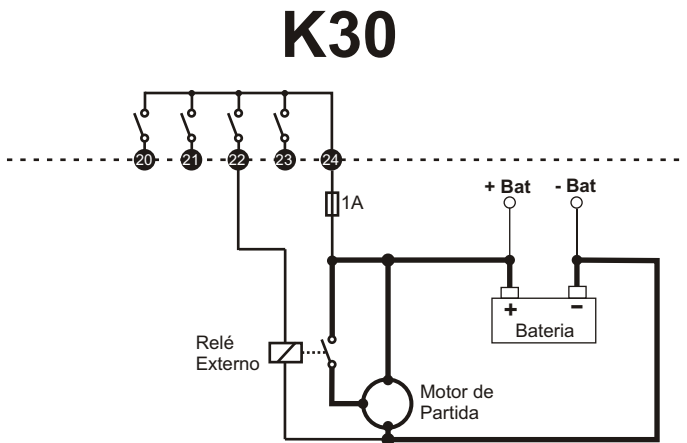 K30
20 21 22 23 24
+ Bat - Bat
1A
+ -
Bateria
Relé
Externo
Motor de
Partida